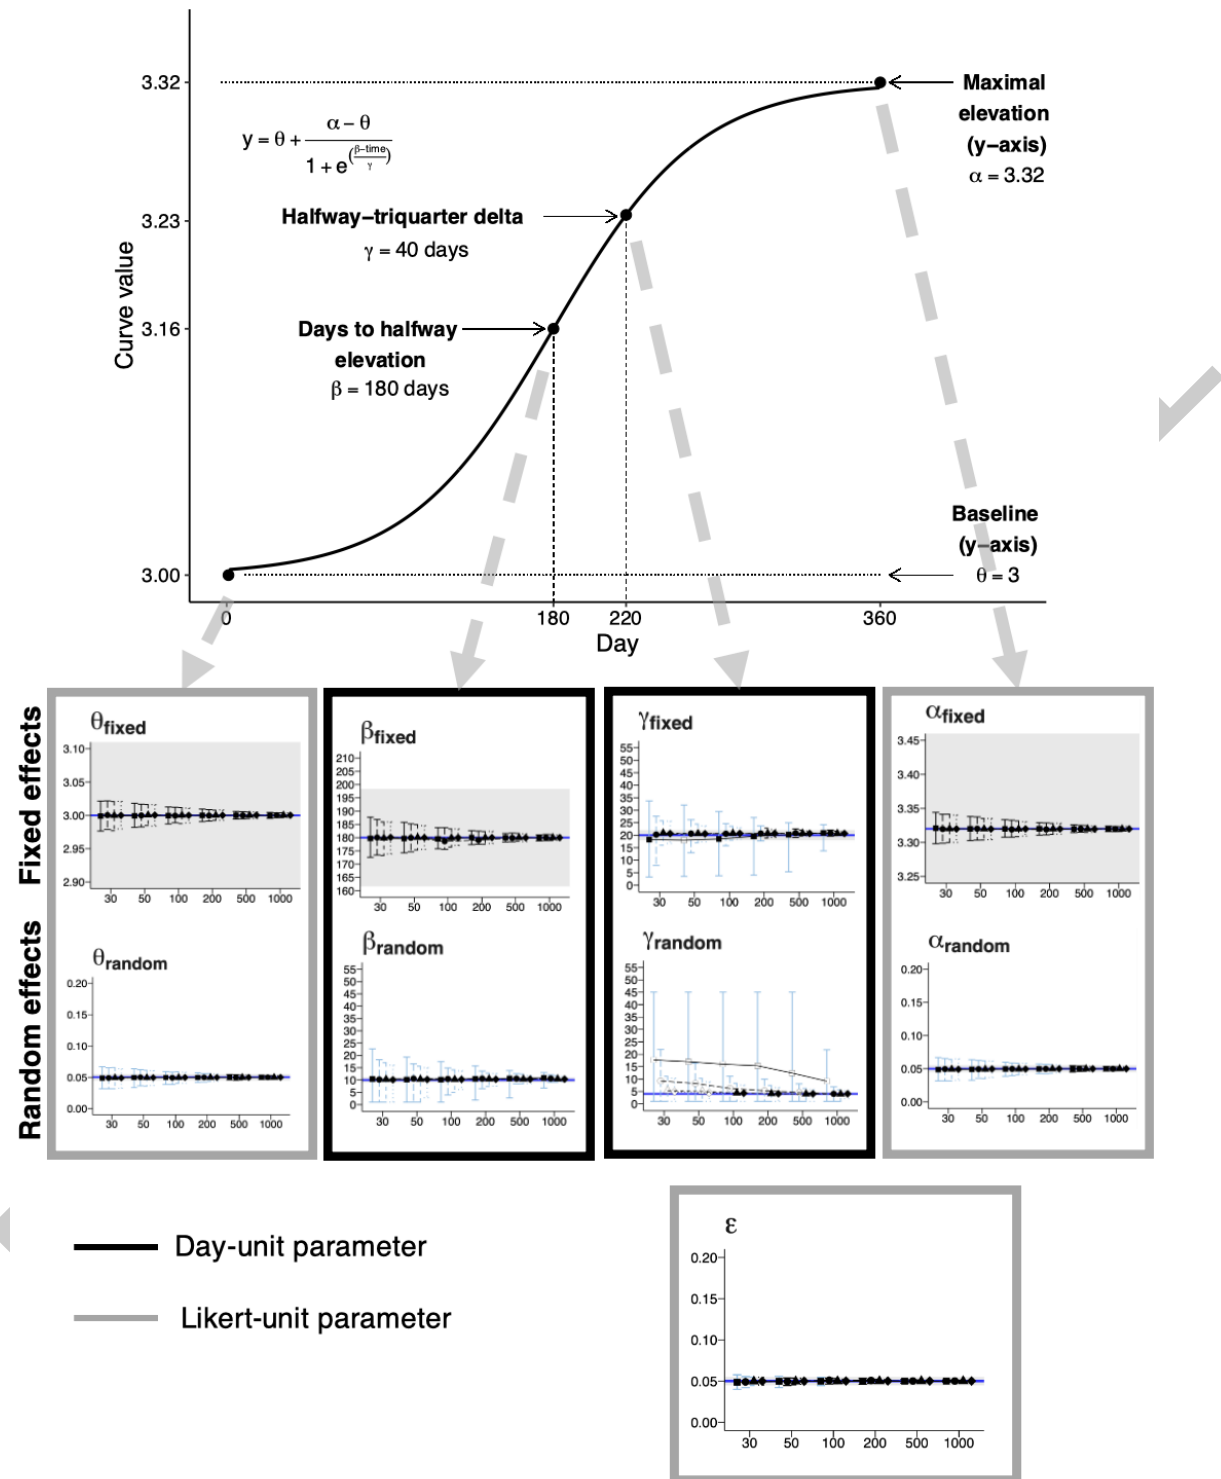 3.32
3.23
3.16
3.00
Curve value
y = θ + α − θ
1 + e(β−time
γ)
Maximal
elevation
(y−axis)
α = 3.32
Halfway−triquarter delta
γ = 40 days
Days to halfway
elevation
β = 180 days
Baseline
(y−axis)
θ = 3
0 180 220 360
Day
Fixed effects
θfixed
3.10
3.05
3.00
2.95
2.90
30 50 100 200 500 1000
βfixed
210
205
200
195
190
185
180
175
170
165
160
30 50 100 200 500 1000
γfixed
55
50
45
40
35
30
25
20
15
10
5
0
30 50 100 200 500 1000
αfixed
3.45
3.40
3.35
3.30
3.25
30 50 100 200 500 1000
Random effects
θrandom
0.20
0.15
0.10
0.05
0.00
30 50 100 200 500 1000
βrandom
55
50
45
40
35
30
25
20
15
10
5
0
30 50 100 200 500 1000
γrandom
55
50
45
40
35
30
25
20
15
10
5
0
30 50 100 200 500 1000
αrandom
0.20
0.15
0.10
0.05
0.00
30 50 100 200 500 1000
Day-unit parameter
Likert-unit parameter
ε
0.20
0.15
0.10
0.05
0.00
30 50 100 200 500 1000